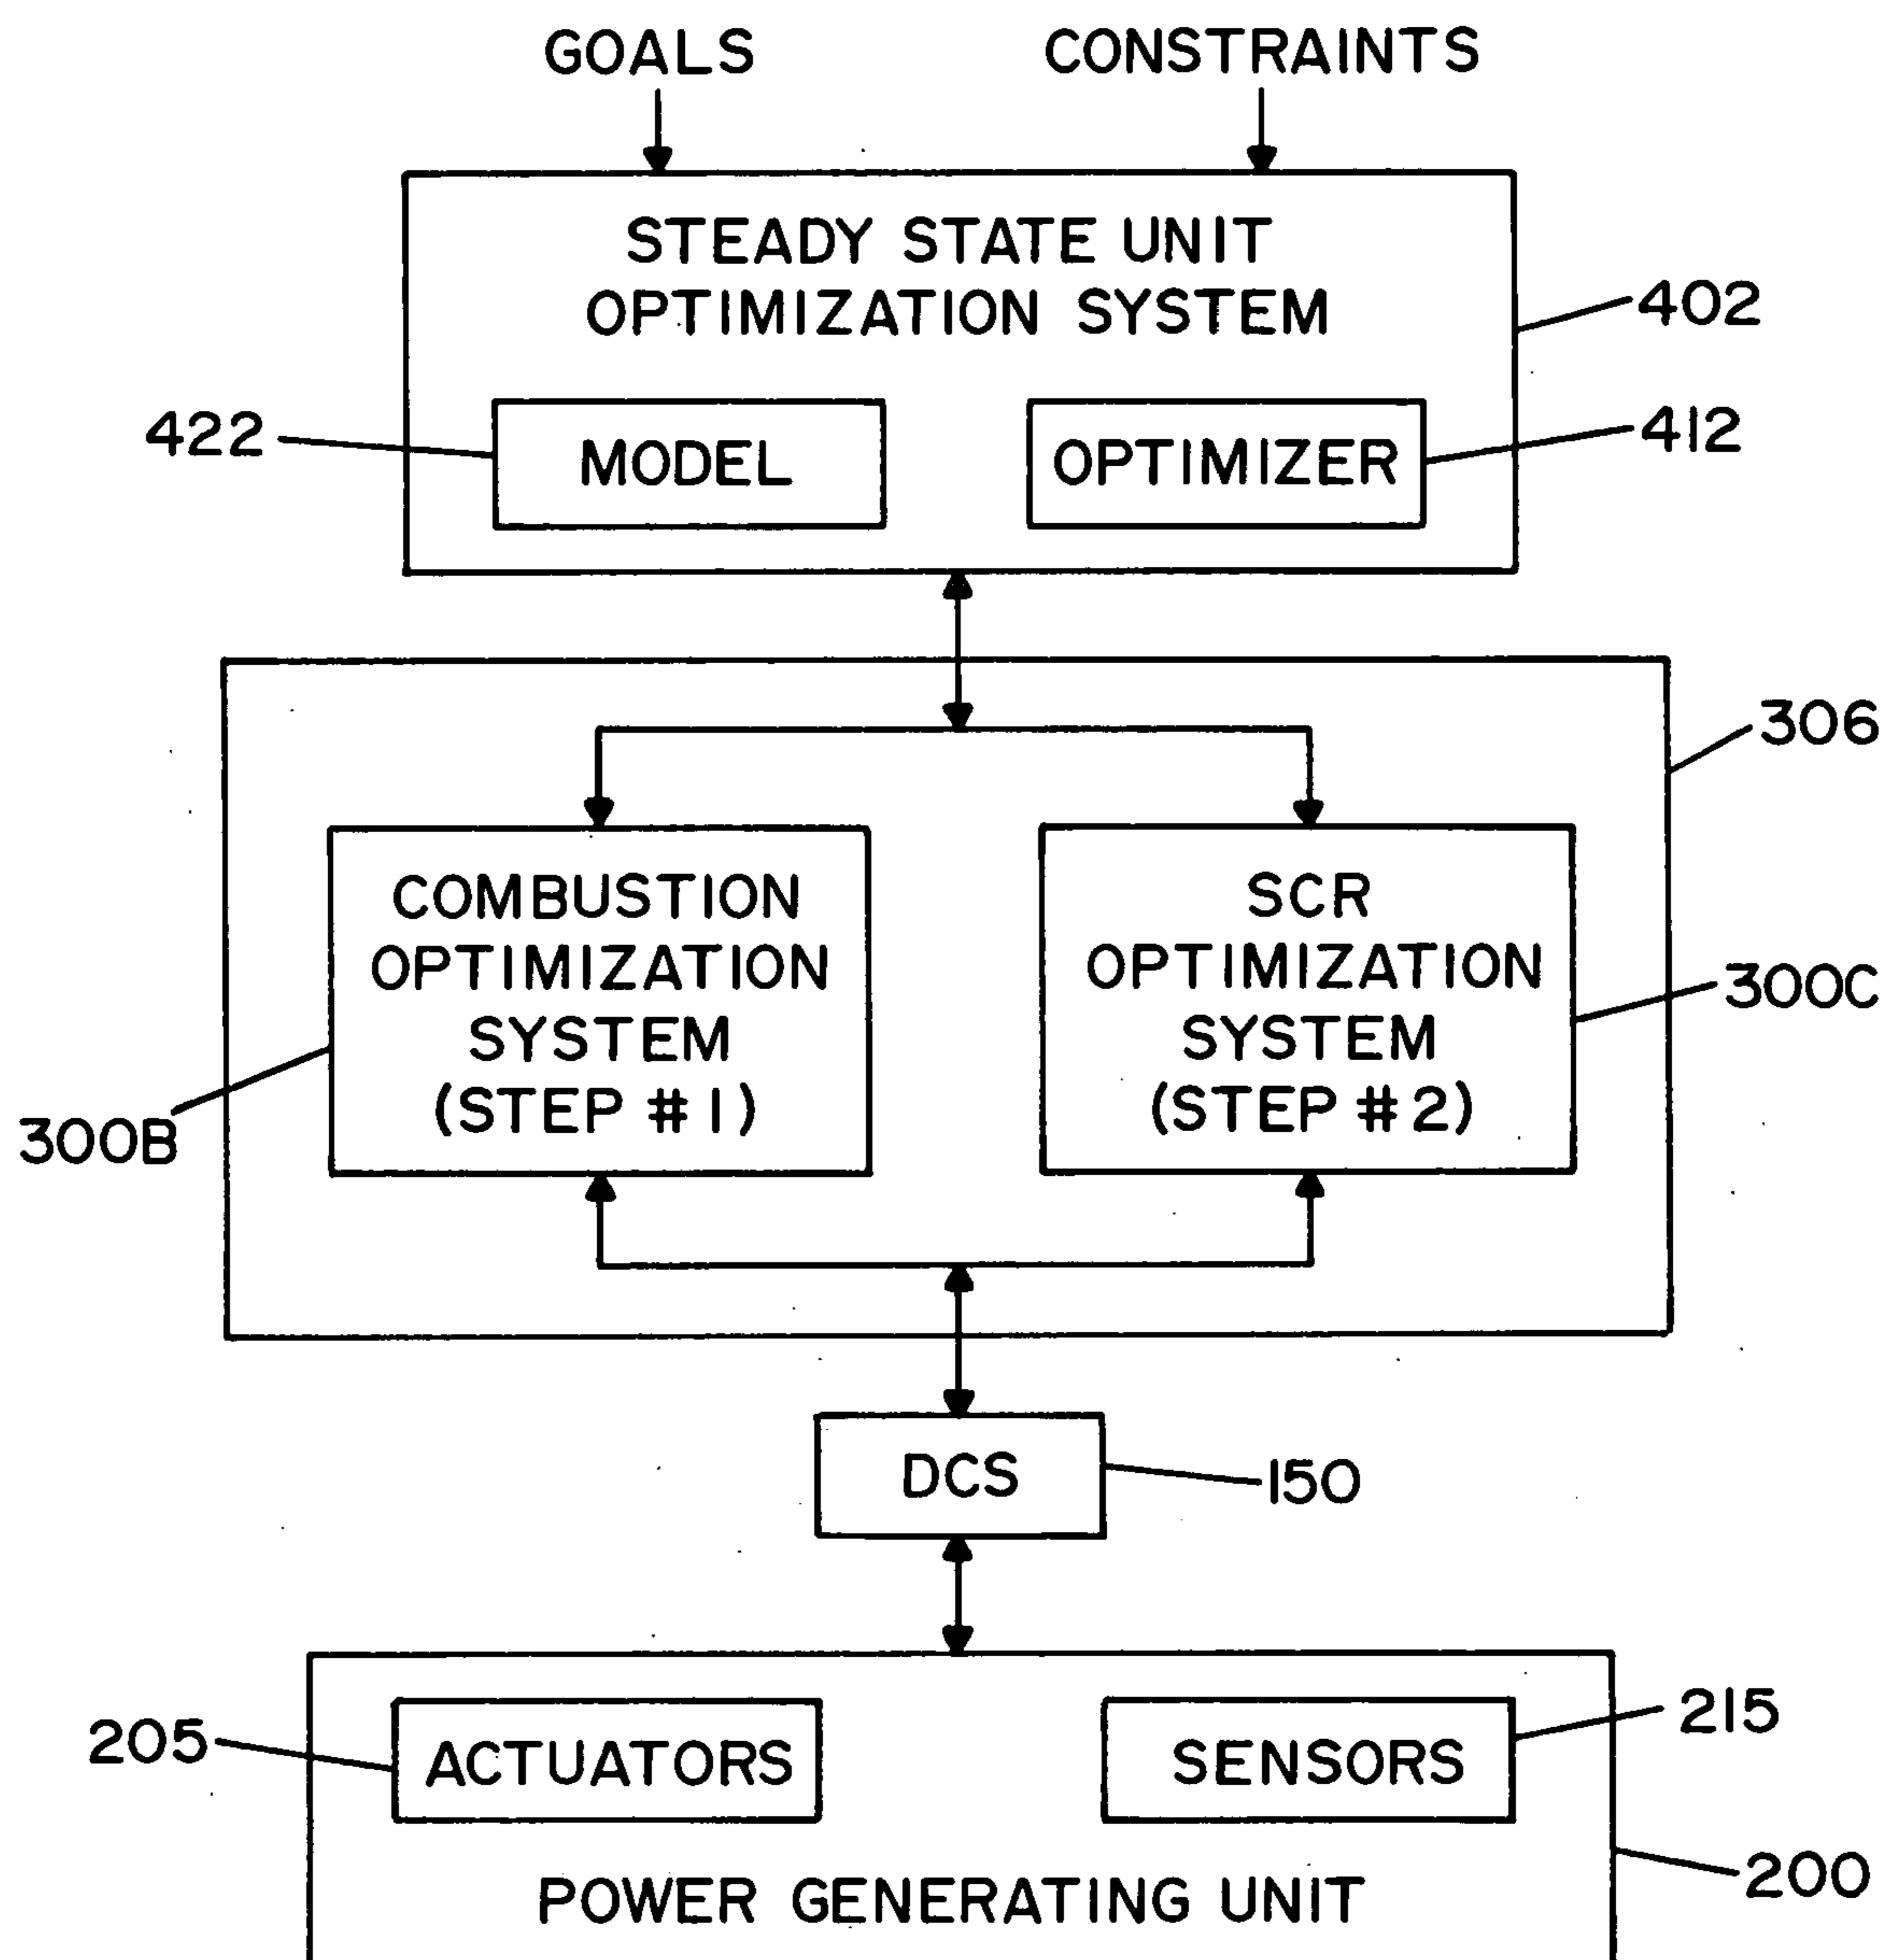 GOALS
CONSTRAINTS
STEADY STATE UNIT
OPTIMIZATION SYSTEM
402
422
MODEL
OPTIMIZER
412
306
COMBUSTION
OPTIMIZATION
SYSTEM
(STEP #1)
300B
SCR
OPTIMIZATION
SYSTEM
(STEP #2)
300C
DCS
150
205
ACTUATORS
SENSORS
215
POWER GENERATING UNIT
200